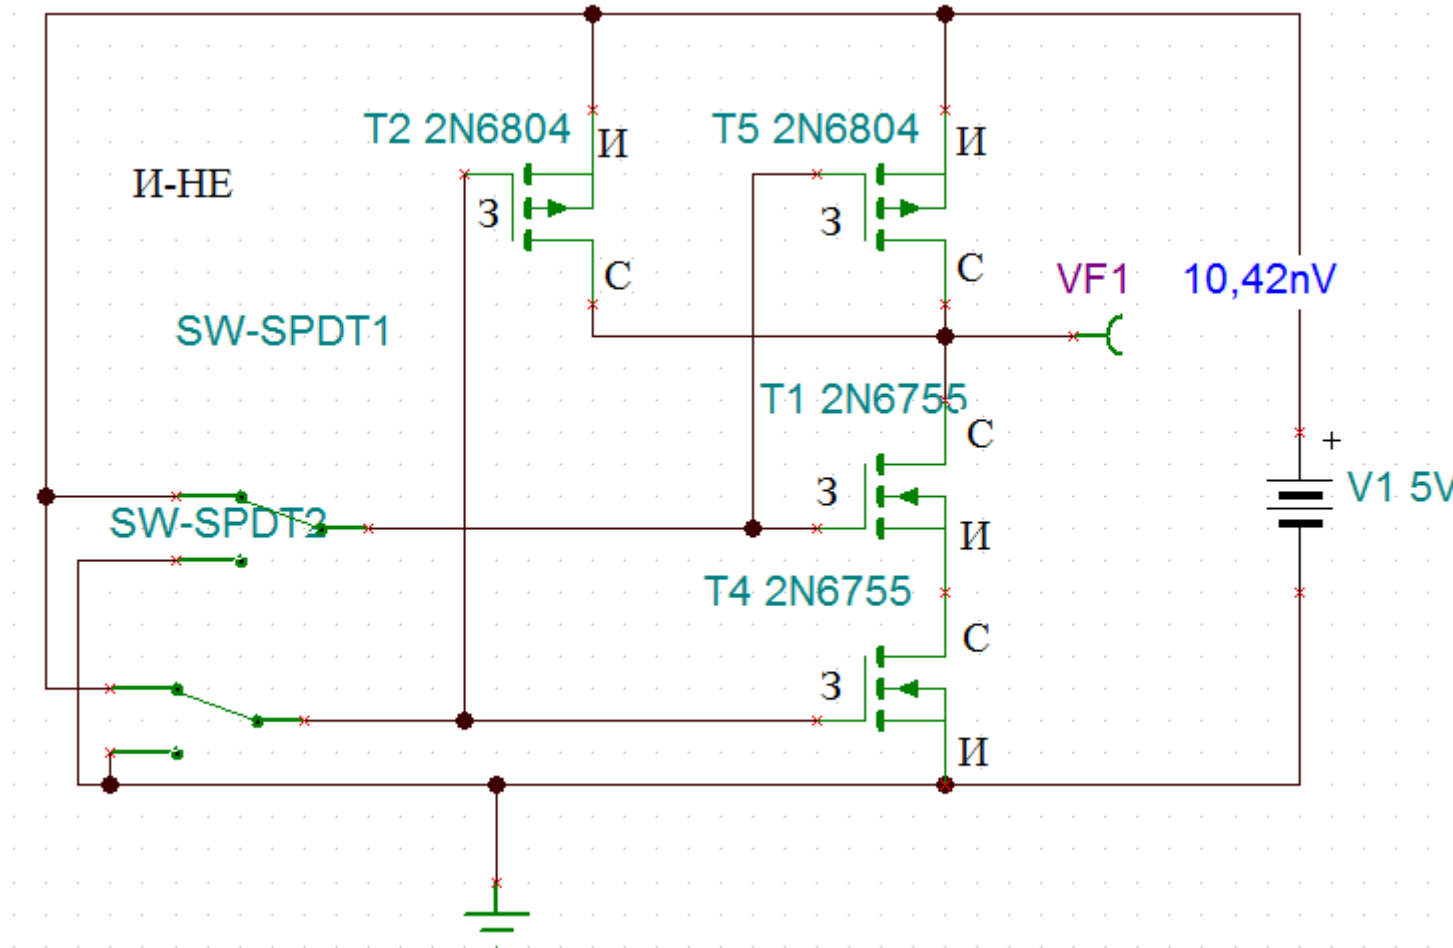 T2 2N6804
И
T5 2N6804
И
И-НЕ
З
З
С
С
VF1
10,42nV
SW-SPDT1
T1 2N6755
С
+
V1 5V
З
SW-SPDT2
И
T4 2N6755
С
З
И